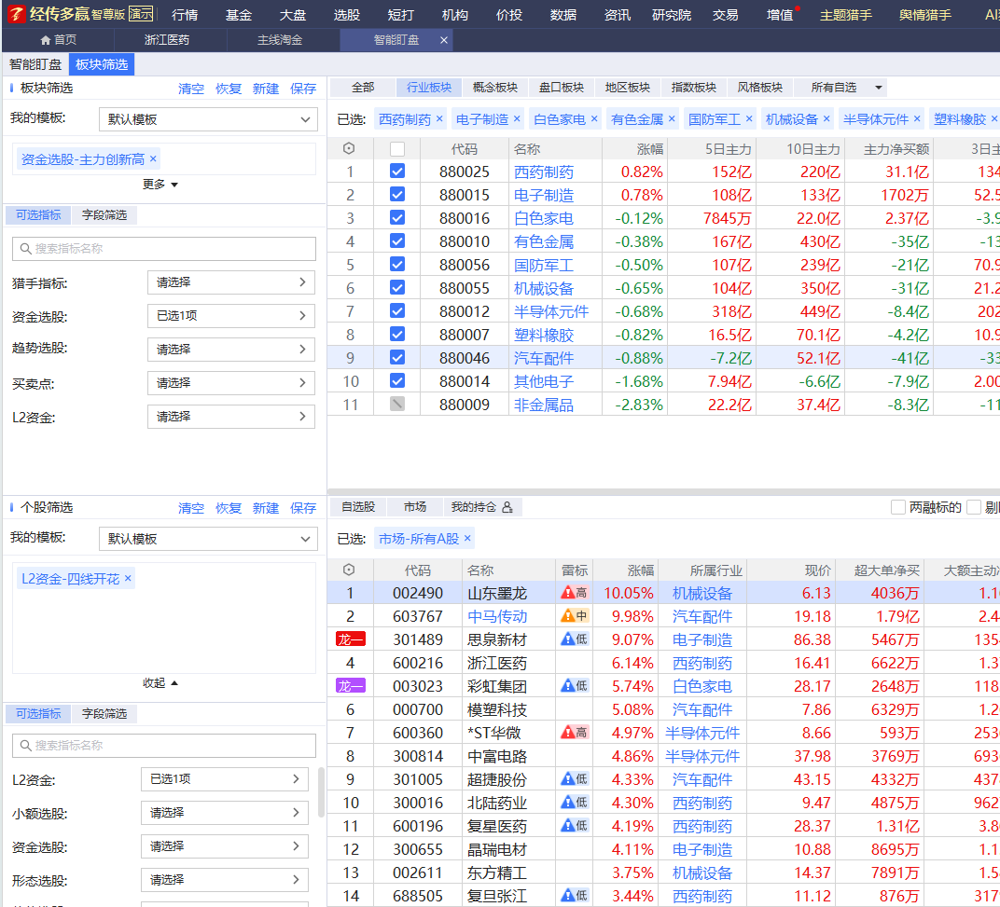 经传多赢 智尊版 演示 行情 基金 大盘 选股 短打 机构 价投 数据 资讯 研究院 交易 增值 主题猎手 舆情猎手
首页 浙江医药 主线淘金 智能盯盘 ×
智能盯盘 板块筛选
板块筛选 清空 恢复 新建 保存
我的模板: 默认模板
资金选股-主力创新高 ×
更多
可选指标 字段筛选
搜索指标名称
猎手指标: 请选择
资金选股: 已选1项
趋势选股: 请选择
买卖点: 请选择
L2资金: 请选择
全部 行业板块 概念板块 盘口板块 地区板块 指数板块 风格板块 所有自选
已选: 西药制药 × 电子制造 × 白色家电 × 有色金属 × 国防军工 × 机械设备 × 半导体元件 × 塑料橡胶 ×
代码 名称 涨幅 5日主力 10日主力 主力净买额 3日主
1 880025 西药制药 0.82% 152亿 220亿 31.1亿 134
2 880015 电子制造 0.78% 108亿 133亿 1702万 52.5
3 880016 白色家电 -0.12% 7845万 22.0亿 2.37亿 -3.9
4 880010 有色金属 -0.38% 167亿 430亿 -35亿 -13
5 880056 国防军工 -0.50% 107亿 239亿 -21亿 70.9
6 880055 机械设备 -0.65% 104亿 350亿 -31亿 21.2
7 880012 半导体元件 -0.68% 318亿 449亿 -8.4亿 202
8 880007 塑料橡胶 -0.82% 16.5亿 70.1亿 -4.2亿 10.9
9 880046 汽车配件 -0.88% -7.2亿 52.1亿 -41亿 -33
10 880014 其他电子 -1.68% 7.94亿 -6.6亿 -7.9亿 2.00
11 880009 非金属品 -2.83% 22.2亿 37.4亿 -8.3亿 -11
个股筛选 清空 恢复 新建 保存
我的模板: 默认模板
L2资金-四线开花 ×
收起
可选指标 字段筛选
搜索指标名称
L2资金: 已选1项
小额选股: 请选择
资金选股: 请选择
形态选股: 请选择
自选股 市场 我的持仓 两融标的
已选: 市场-所有A股 ×
代码 名称 雷标 涨幅 所属行业 现价 超大单净买 大额主动
1 002490 山东墨龙 高 10.05% 机械设备 6.13 4036万 1.1
2 603767 中马传动 中 9.98% 汽车配件 19.18 1.79亿 2.4
龙一 301489 思泉新材 低 9.07% 电子制造 86.38 5467万 135
4 600216 浙江医药 6.14% 西药制药 16.41 6622万 1.3
龙一 003023 彩虹集团 低 5.74% 白色家电 28.17 2648万 118
6 000700 模塑科技 5.08% 汽车配件 7.86 6329万 1.2
7 600360 *ST华微 高 4.97% 半导体元件 8.66 593万 253
8 300814 中富电路 4.86% 半导体元件 37.98 3769万 693
9 301005 超捷股份 低 4.33% 汽车配件 43.15 4332万 437
10 300016 北陆药业 低 4.30% 西药制药 9.47 4875万 962
11 600196 复星医药 低 4.19% 西药制药 28.37 1.31亿 3.8
12 300655 晶瑞电材 4.11% 电子制造 10.88 8695万 1.1
13 002611 东方精工 3.75% 机械设备 14.37 7891万 1.5
14 688505 复旦张江 低 3.44% 西药制药 11.12 876万 317